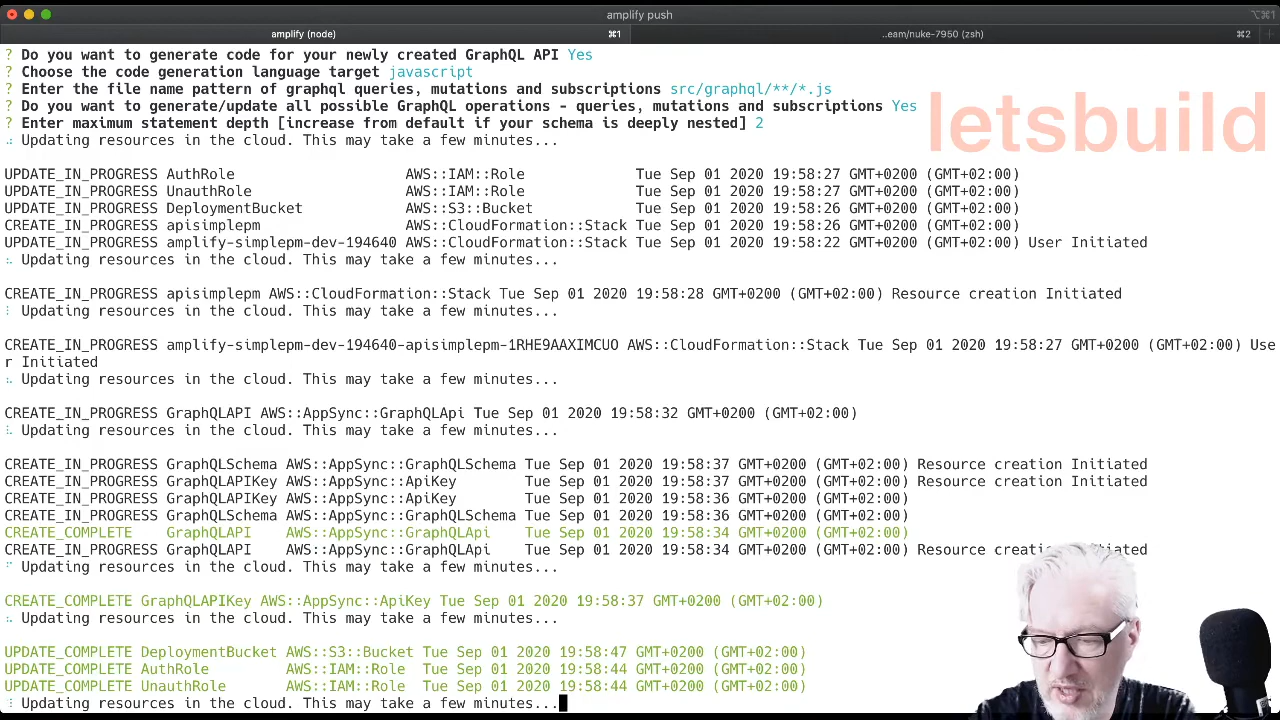 amplify push
⌥⌘1
amplify (node)
⌘1
..eam/nuke-7950 (zsh)
⌘2
+
? Do you want to generate code for your newly created GraphQL API Yes
? Choose the code generation language target javascript
? Enter the file name pattern of graphql queries, mutations and subscriptions src/graphql/**/*.js
? Do you want to generate/update all possible GraphQL operations - queries, mutations and subscriptions Yes
? Enter maximum statement depth [increase from default if your schema is deeply nested] 2
letsbuild
Updating resources in the cloud. This may take a few minutes...
UPDATE_IN_PROGRESS AuthRole AWS::IAM::Role Tue Sep 01 2020 19:58:27 GMT+0200 (GMT+02:00)
UPDATE_IN_PROGRESS UnauthRole AWS::IAM::Role Tue Sep 01 2020 19:58:27 GMT+0200 (GMT+02:00)
UPDATE_IN_PROGRESS DeploymentBucket AWS::S3::Bucket Tue Sep 01 2020 19:58:26 GMT+0200 (GMT+02:00)
CREATE_IN_PROGRESS apisimplepm AWS::CloudFormation::Stack Tue Sep 01 2020 19:58:26 GMT+0200 (GMT+02:00)
UPDATE_IN_PROGRESS amplify-simplepm-dev-194640 AWS::CloudFormation::Stack Tue Sep 01 2020 19:58:22 GMT+0200 (GMT+02:00) User Initiated
Updating resources in the cloud. This may take a few minutes...
CREATE_IN_PROGRESS apisimplepm AWS::CloudFormation::Stack Tue Sep 01 2020 19:58:28 GMT+0200 (GMT+02:00) Resource creation Initiated
Updating resources in the cloud. This may take a few minutes...
CREATE_IN_PROGRESS amplify-simplepm-dev-194640-apisimplepm-1RHE9AAXIMCUO AWS::CloudFormation::Stack Tue Sep 01 2020 19:58:27 GMT+0200 (GMT+02:00) Use
r Initiated
Updating resources in the cloud. This may take a few minutes...
CREATE_IN_PROGRESS GraphQLAPI AWS::AppSync::GraphQLApi Tue Sep 01 2020 19:58:32 GMT+0200 (GMT+02:00)
Updating resources in the cloud. This may take a few minutes...
CREATE_IN_PROGRESS GraphQLSchema AWS::AppSync::GraphQLSchema Tue Sep 01 2020 19:58:37 GMT+0200 (GMT+02:00) Resource creation Initiated
CREATE_IN_PROGRESS GraphQLAPIKey AWS::AppSync::ApiKey Tue Sep 01 2020 19:58:37 GMT+0200 (GMT+02:00) Resource creation Initiated
CREATE_IN_PROGRESS GraphQLAPIKey AWS::AppSync::ApiKey Tue Sep 01 2020 19:58:36 GMT+0200 (GMT+02:00)
CREATE_IN_PROGRESS GraphQLSchema AWS::AppSync::GraphQLSchema Tue Sep 01 2020 19:58:36 GMT+0200 (GMT+02:00)
CREATE_COMPLETE GraphQLAPI AWS::AppSync::GraphQLApi Tue Sep 01 2020 19:58:34 GMT+0200 (GMT+02:00)
CREATE_IN_PROGRESS GraphQLAPI AWS::AppSync::GraphQLApi Tue Sep 01 2020 19:58:34 GMT+0200 (GMT+02:00) Resource creation Initiated
Updating resources in the cloud. This may take a few minutes...
CREATE_COMPLETE GraphQLAPIKey AWS::AppSync::ApiKey Tue Sep 01 2020 19:58:37 GMT+0200 (GMT+02:00)
Updating resources in the cloud. This may take a few minutes...
UPDATE_COMPLETE DeploymentBucket AWS::S3::Bucket Tue Sep 01 2020 19:58:47 GMT+0200 (GMT+02:00)
UPDATE_COMPLETE AuthRole AWS::IAM::Role Tue Sep 01 2020 19:58:44 GMT+0200 (GMT+02:00)
UPDATE_COMPLETE UnauthRole AWS::IAM::Role Tue Sep 01 2020 19:58:44 GMT+0200 (GMT+02:00)
Updating resources in the cloud. This may take a few minutes...